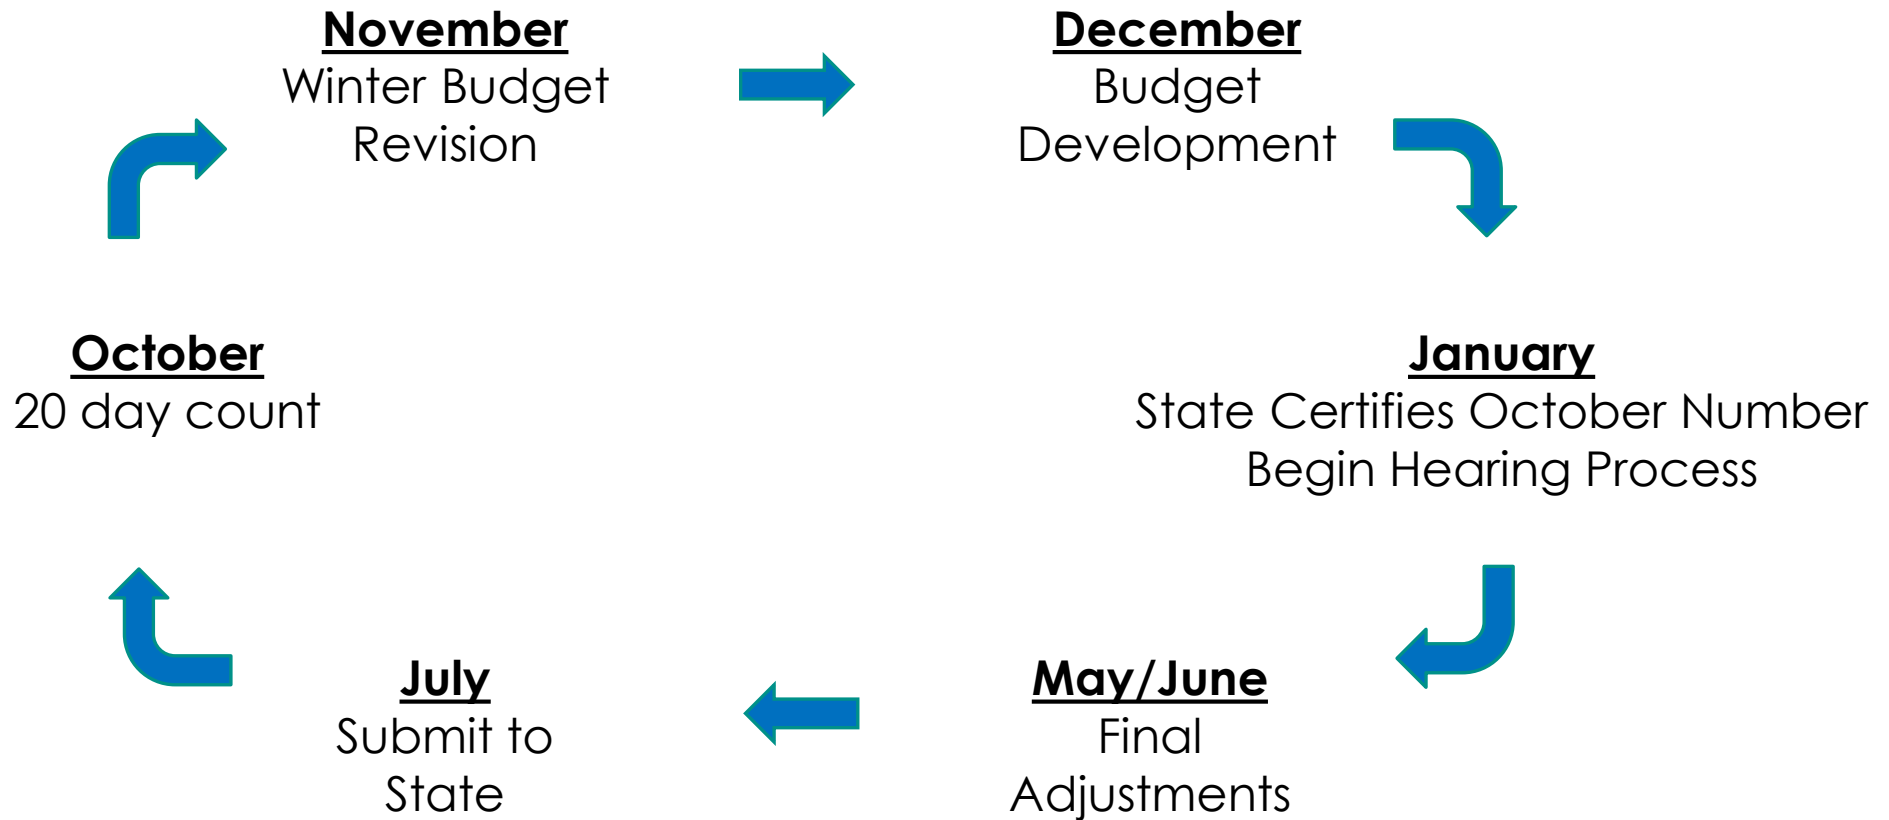 November
Winter Budget
Revision
December
Budget
Development
January
State Certifies October Number
Begin Hearing Process
May/June
Final
Adjustments
July
Submit to
State
October
20 day count